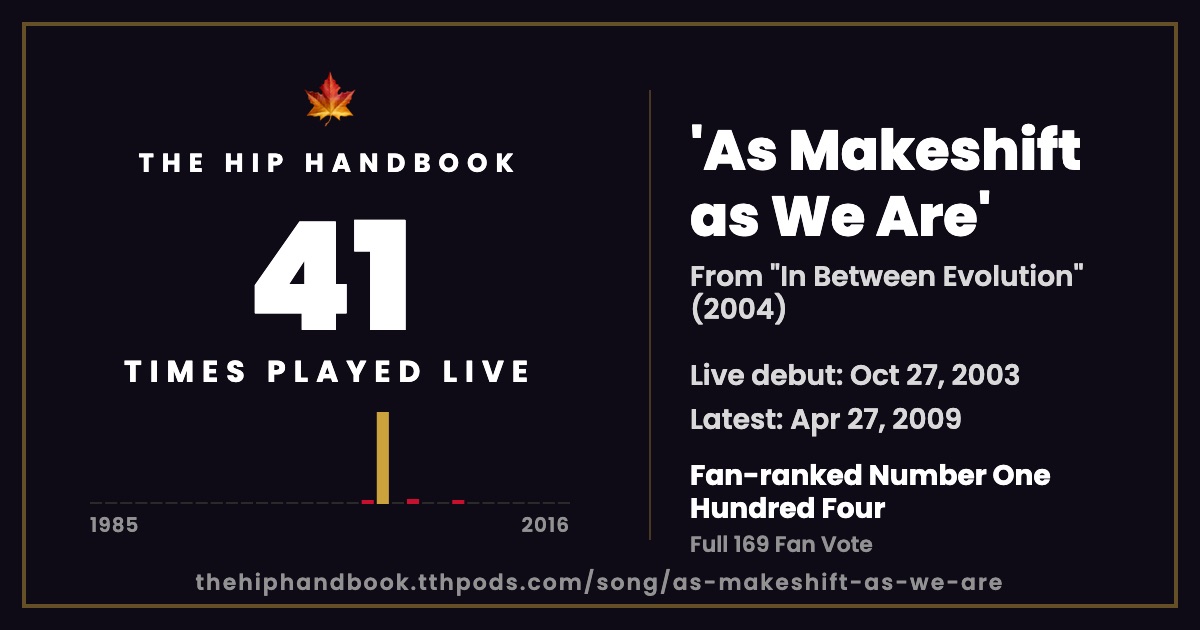 THE HIP HANDBOOK
41
TIMES PLAYED LIVE
1985
2016
'As Makeshift
as We Are'
From "In Between Evolution"
(2004)
Live debut: Oct 27, 2003
Latest: Apr 27, 2009
Fan-ranked Number One
Hundred Four
Full 169 Fan Vote
thehiphandbook.tthpods.com/song/as-makeshift-as-we-are